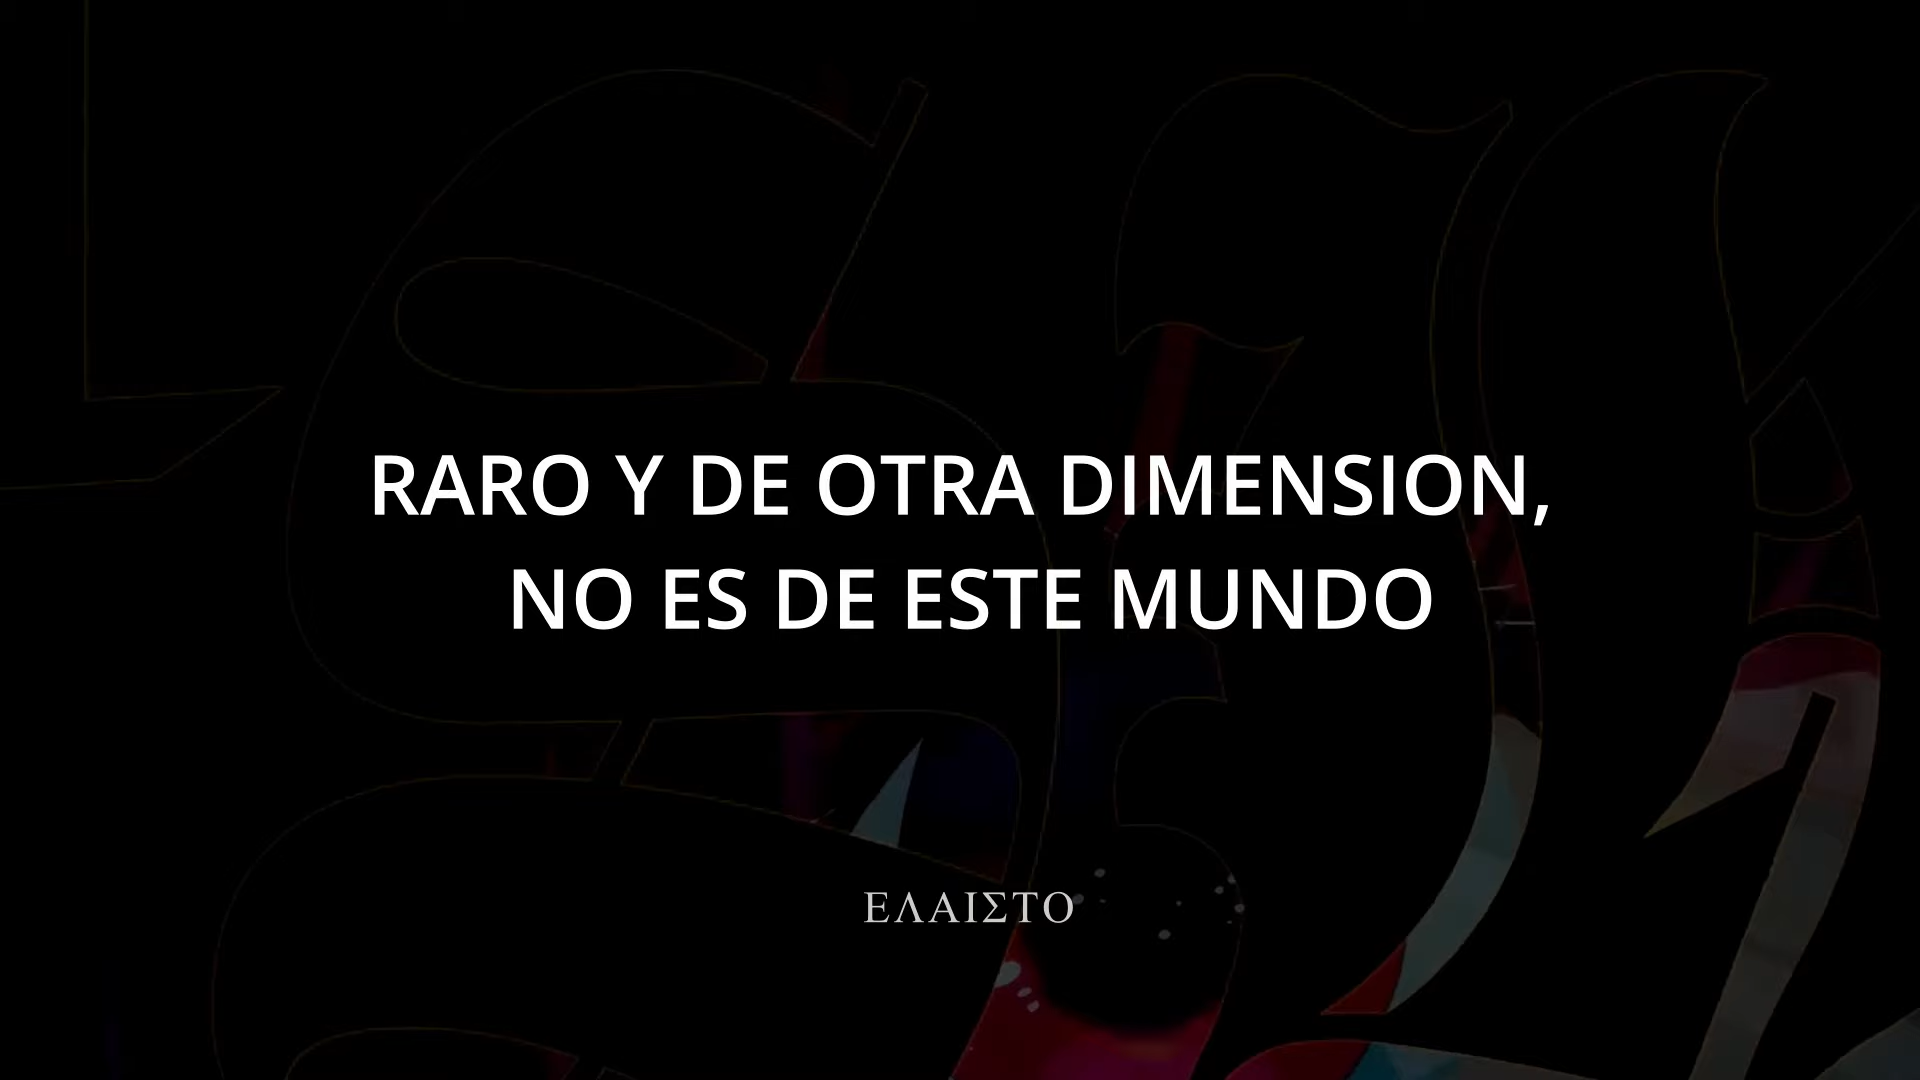 RARO Y DE OTRA DIMENSION,
NO ES DE ESTE MUNDO
ΕΛΑΙΣΤΟ